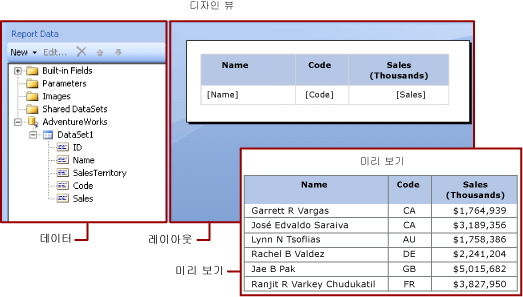 디자인 뷰
Report Data
New Edit...
Built-in Fields
Parameters
Images
Shared DataSets
AdventureWorks
DataSet1
ID
Name
SalesTerritory
Code
Sales
Name Code Sales (Thousands)
[Name] [Code] [Sales]
미리 보기
Name Code Sales (Thousands)
Garrett R Vargas CA $1,764,939
José Edvaldo Saraiva CA $3,189,356
Lynn N Tsoflias AU $1,758,386
Rachel B Valdez DE $2,241,204
Jae B Pak GB $5,015,682
Ranjit R Varkey Chudukatil FR $3,827,950
데이터
레이아웃
미리 보기